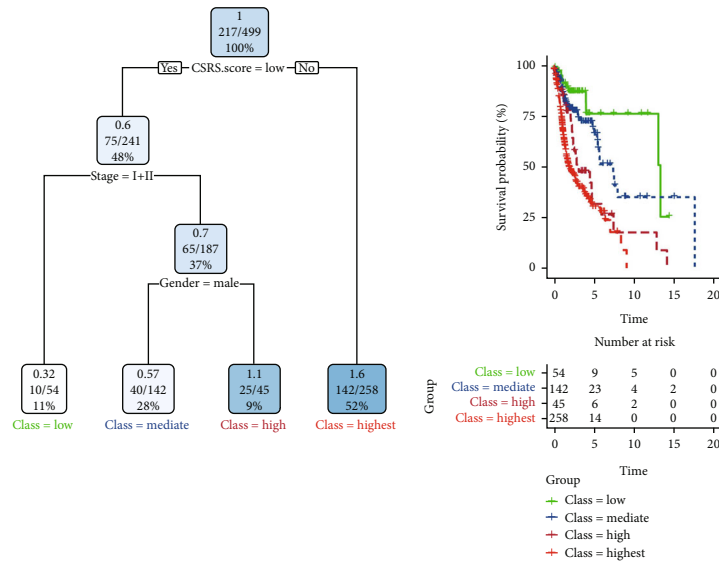 1
217/499
100%
Yes CSRS.score = low No
0.6
75/241
48%
Stage = I+II
0.7
65/187
37%
Gender = male
0.32
10/54
11%
Class = low
0.57
40/142
28%
Class = mediate
1.1
25/45
9%
Class = high
1.6
142/258
52%
Class = highest
Survival probability (%)
100
75
50
25
0
0 5 10 15 20
Time
Number at risk
Group
Class = low 54 9 5 0 0
Class = mediate 142 23 4 2 0
Class = high 45 6 2 0 0
Class = highest 258 14 0 0 0
0 5 10 15 20
Time
Group
Class = low
Class = mediate
Class = high
Class = highest